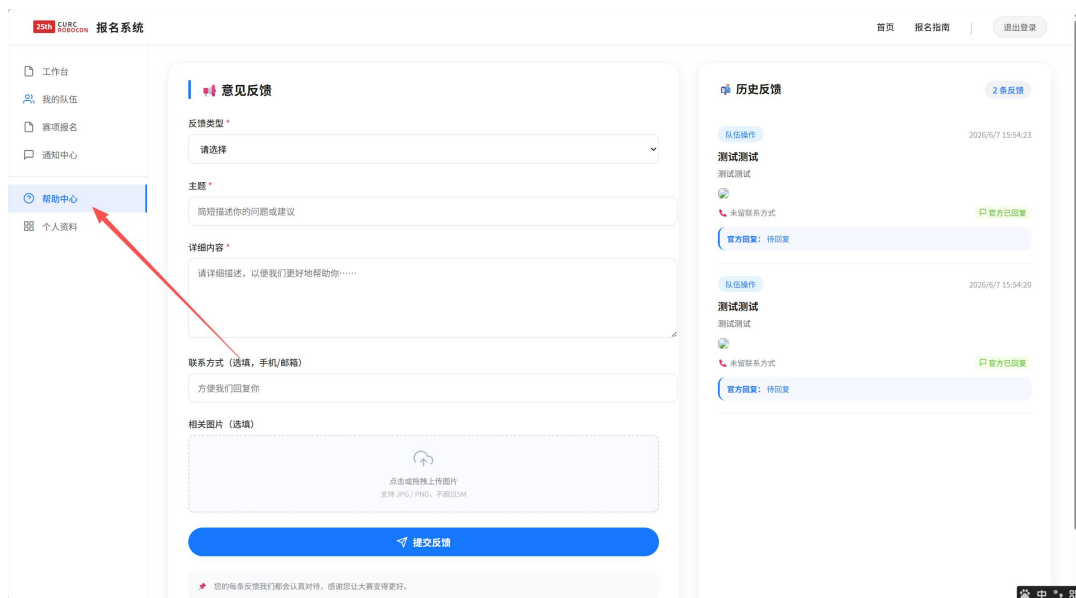 25th CURC ROBOCON 报名系统
首页 报名指南 | 退出登录
工作台
我的队伍
赛项报名
通知中心
帮助中心
个人资料
意见反馈
反馈类型 *
请选择
主题 *
简短描述你的问题或建议
详细内容 *
请详细描述，以便我们更好地帮助你……
联系方式（选填，手机/邮箱）
方便我们回复你
相关图片（选填）
点击或拖拽上传图片
支持 JPG / PNG，不超过5M
提交反馈
您的每条反馈我们都会认真对待，感谢您让大赛变得更好。
历史反馈 2 条反馈
队伍操作 2026/6/7 15:54:23
测试测试
测试测试
未留联系方式 官方已回复
官方回复： 待回复
队伍操作 2026/6/7 15:54:20
测试测试
测试测试
未留联系方式 官方已回复
官方回复： 待回复
中